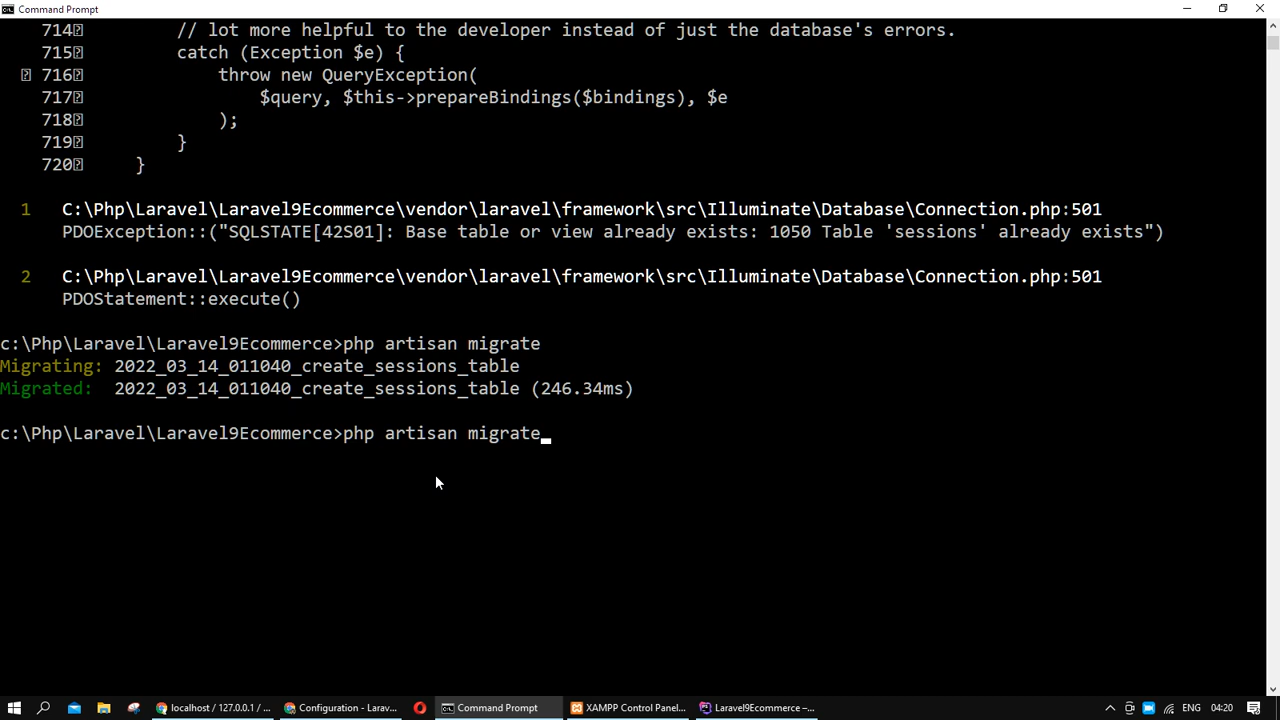 Command Prompt
714 // lot more helpful to the developer instead of just the database's errors.
715 catch (Exception $e) {
716 throw new QueryException(
717 $query, $this->prepareBindings($bindings), $e
718 );
719 }
720 }
1 C:\Php\Laravel\Laravel9Ecommerce\vendor\laravel\framework\src\Illuminate\Database\Connection.php:501
PDOException::("SQLSTATE[42S01]: Base table or view already exists: 1050 Table 'sessions' already exists")
2 C:\Php\Laravel\Laravel9Ecommerce\vendor\laravel\framework\src\Illuminate\Database\Connection.php:501
PDOStatement::execute()
c:\Php\Laravel\Laravel9Ecommerce>php artisan migrate
Migrating: 2022_03_14_011040_create_sessions_table
Migrated: 2022_03_14_011040_create_sessions_table (246.34ms)
c:\Php\Laravel\Laravel9Ecommerce>php artisan migrate
localhost / 127.0.0.1 / ... Configuration - Larav... Command Prompt XAMPP Control Panel... Laravel9Ecommerce –... ENG 04:20